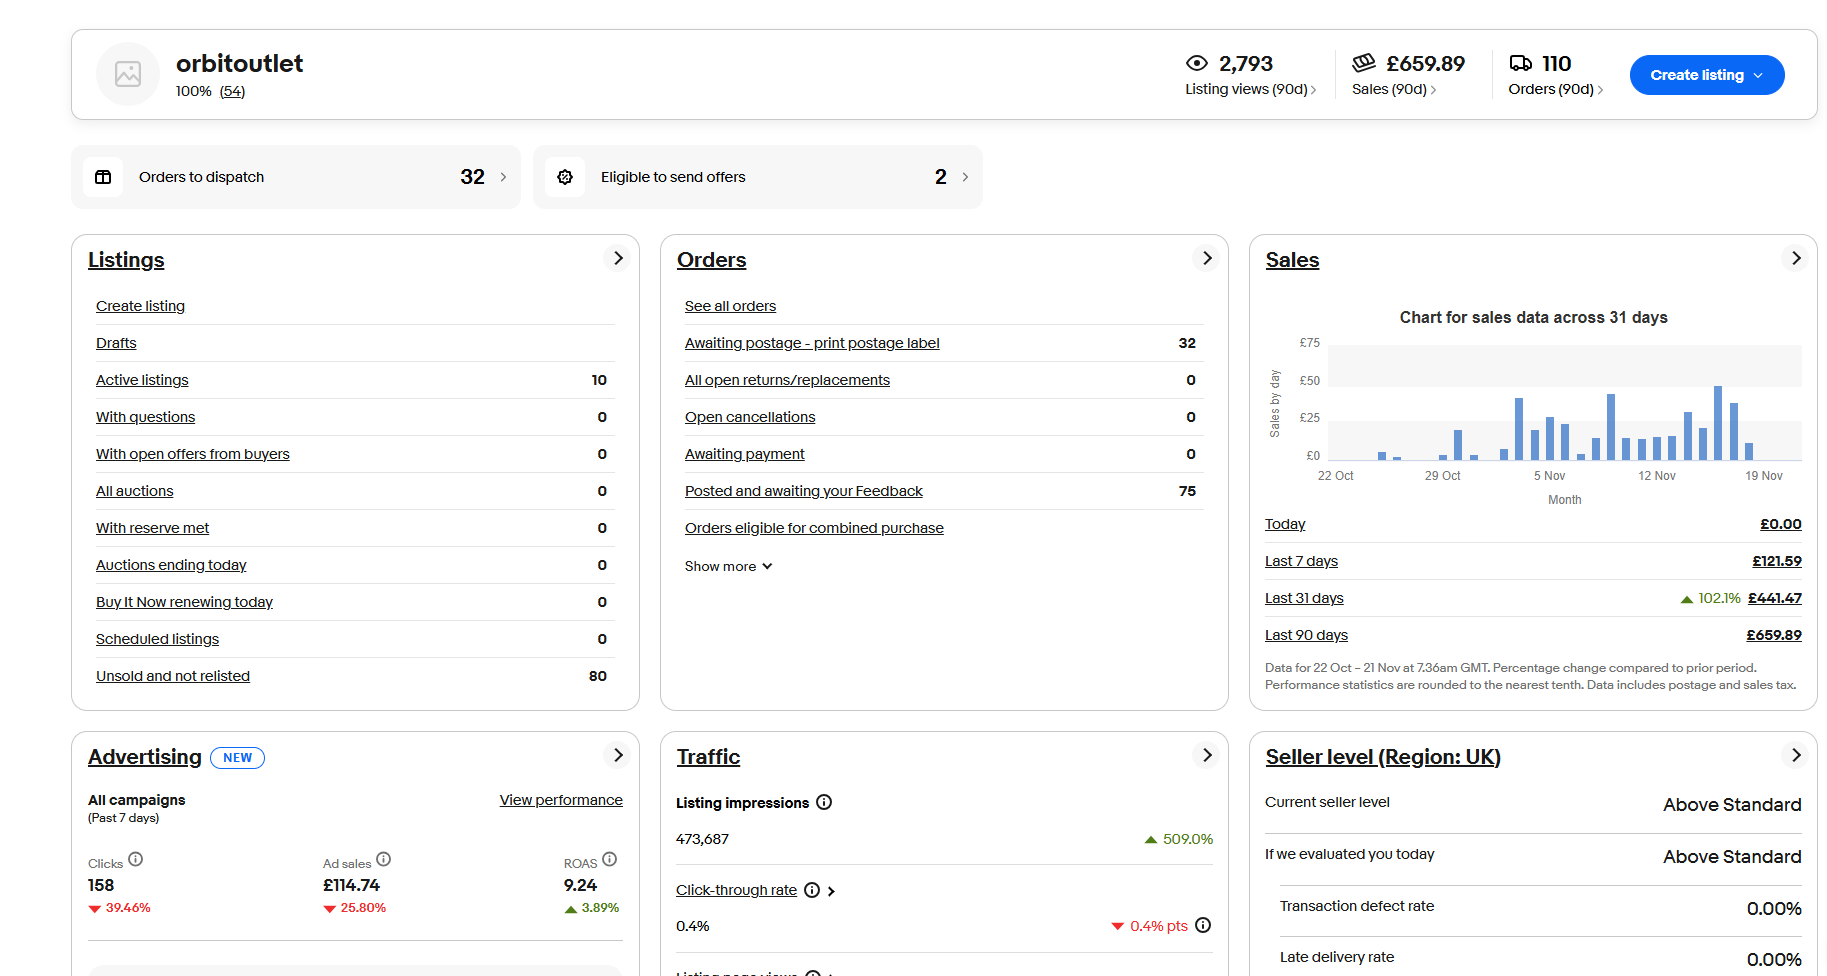 orbitoutlet
100% (54)
2,793
Listing views (90d)
£659.89
Sales (90d)
110
Orders (90d)
Create listing
Orders to dispatch 32
Eligible to send offers 2
Listings
Create listing
Drafts
Active listings 10
With questions 0
With open offers from buyers 0
All auctions 0
With reserve met 0
Auctions ending today 0
Buy It Now renewing today 0
Scheduled listings 0
Unsold and not relisted 80
Orders
See all orders
Awaiting postage - print postage label 32
All open returns/replacements 0
Open cancellations 0
Awaiting payment 0
Posted and awaiting your Feedback 75
Orders eligible for combined purchase
Show more
Sales
Chart for sales data across 31 days
Sales by day
£75
£50
£25
£0
22 Oct 29 Oct 5 Nov 12 Nov 19 Nov
Month
Today £0.00
Last 7 days £121.59
Last 31 days 102.1% £441.47
Last 90 days £659.89
Data for 22 Oct – 21 Nov at 7.36am GMT. Percentage change compared to prior period.
Performance statistics are rounded to the nearest tenth. Data includes postage and sales tax.
Advertising NEW
All campaigns View performance
(Past 7 days)
Clicks Ad sales ROAS
158 £114.74 9.24
39.46% 25.80% 3.89%
Traffic
Listing impressions
473,687 509.0%
Click-through rate
0.4% 0.4% pts
Seller level (Region: UK)
Current seller level Above Standard
If we evaluated you today Above Standard
Transaction defect rate 0.00%
Late delivery rate 0.00%